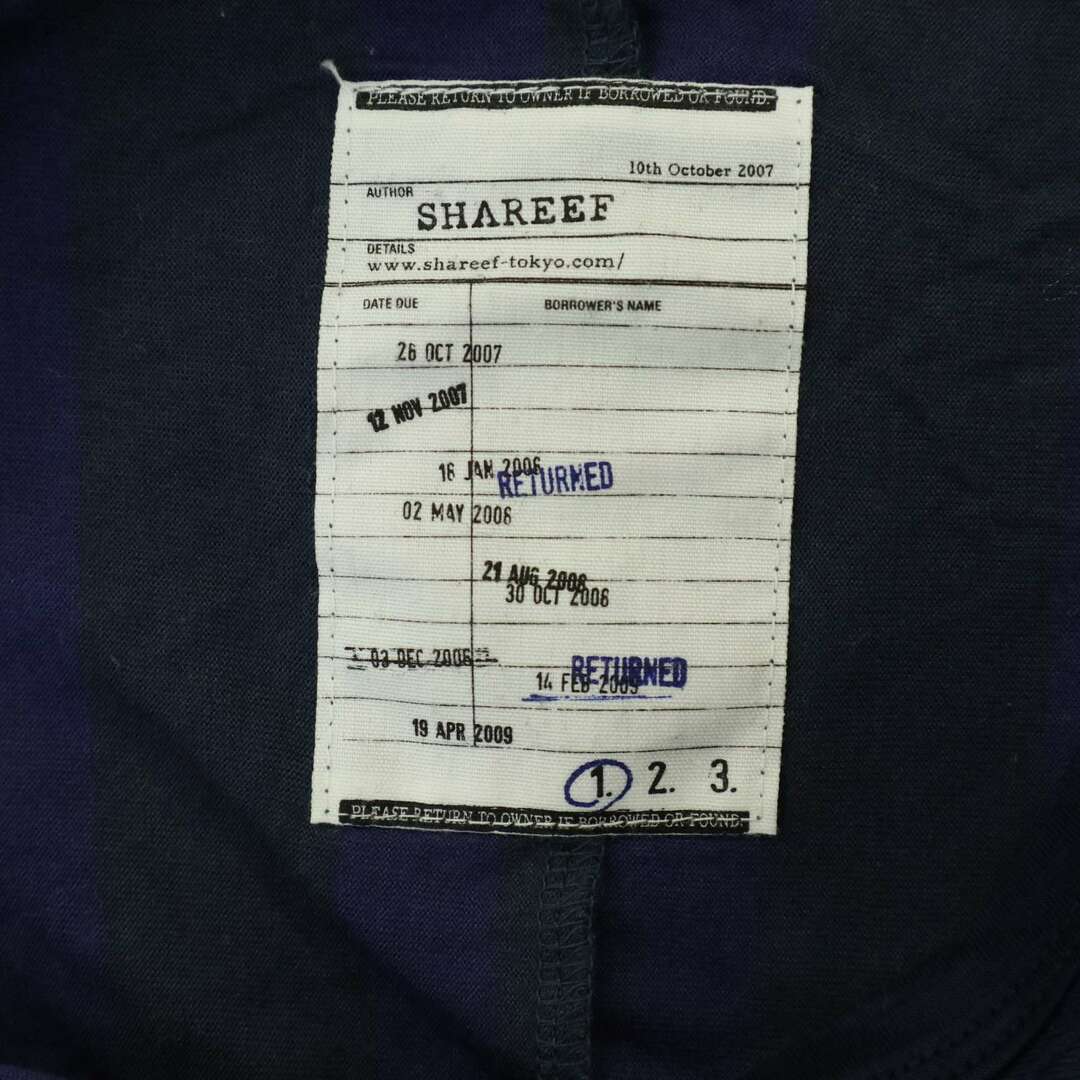 PLEASE RETURN TO OWNER IF BORROWED OR FOUND.
10th October 2007
AUTHOR
SHAREEF
DETAILS
www.shareef-tokyo.com/
DATE DUE BORROWER'S NAME
26 OCT 2007
12 NOV 2007
16 JAN 2006
RETURNED
02 MAY 2006
21 AUG 2006
30 OCT 2006
03 DEC 2006
RETURNED
14 FEB 2009
19 APR 2009
1. 2. 3.
PLEASE RETURN TO OWNER IF BORROWED OR FOUND.